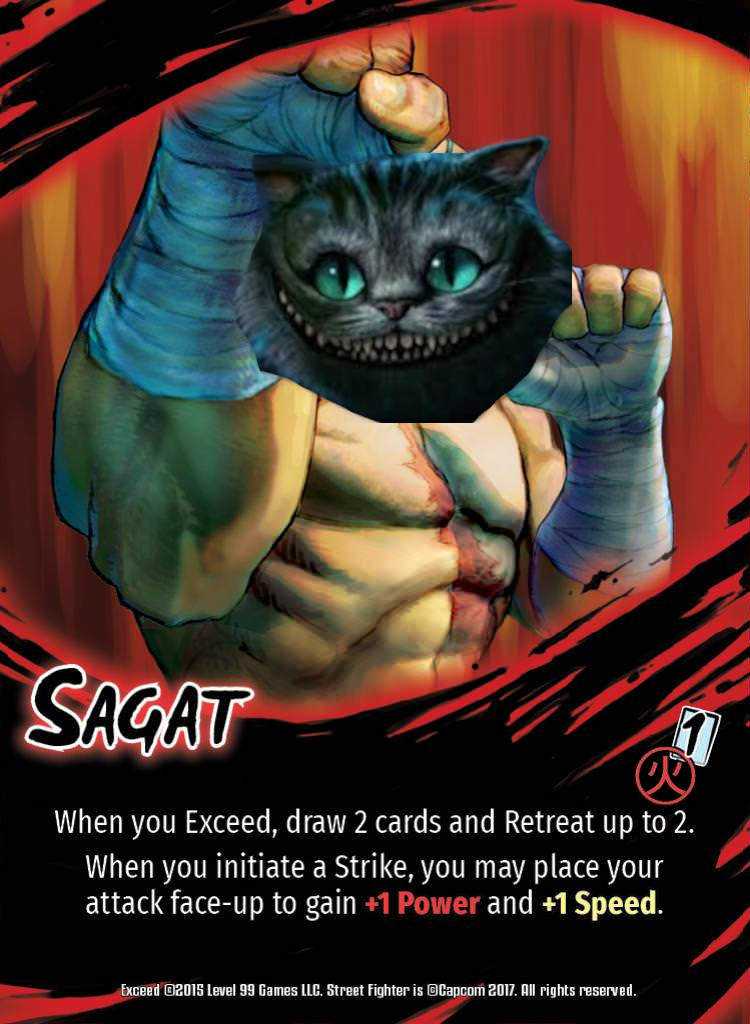 SAGAT
1
火
When you Exceed, draw 2 cards and Retreat up to 2.
When you initiate a Strike, you may place your
attack face-up to gain +1 Power and +1 Speed.
Exceed ©2015 Level 99 Games LLC. Street Fighter is ©Capcom 2017. All rights reserved.